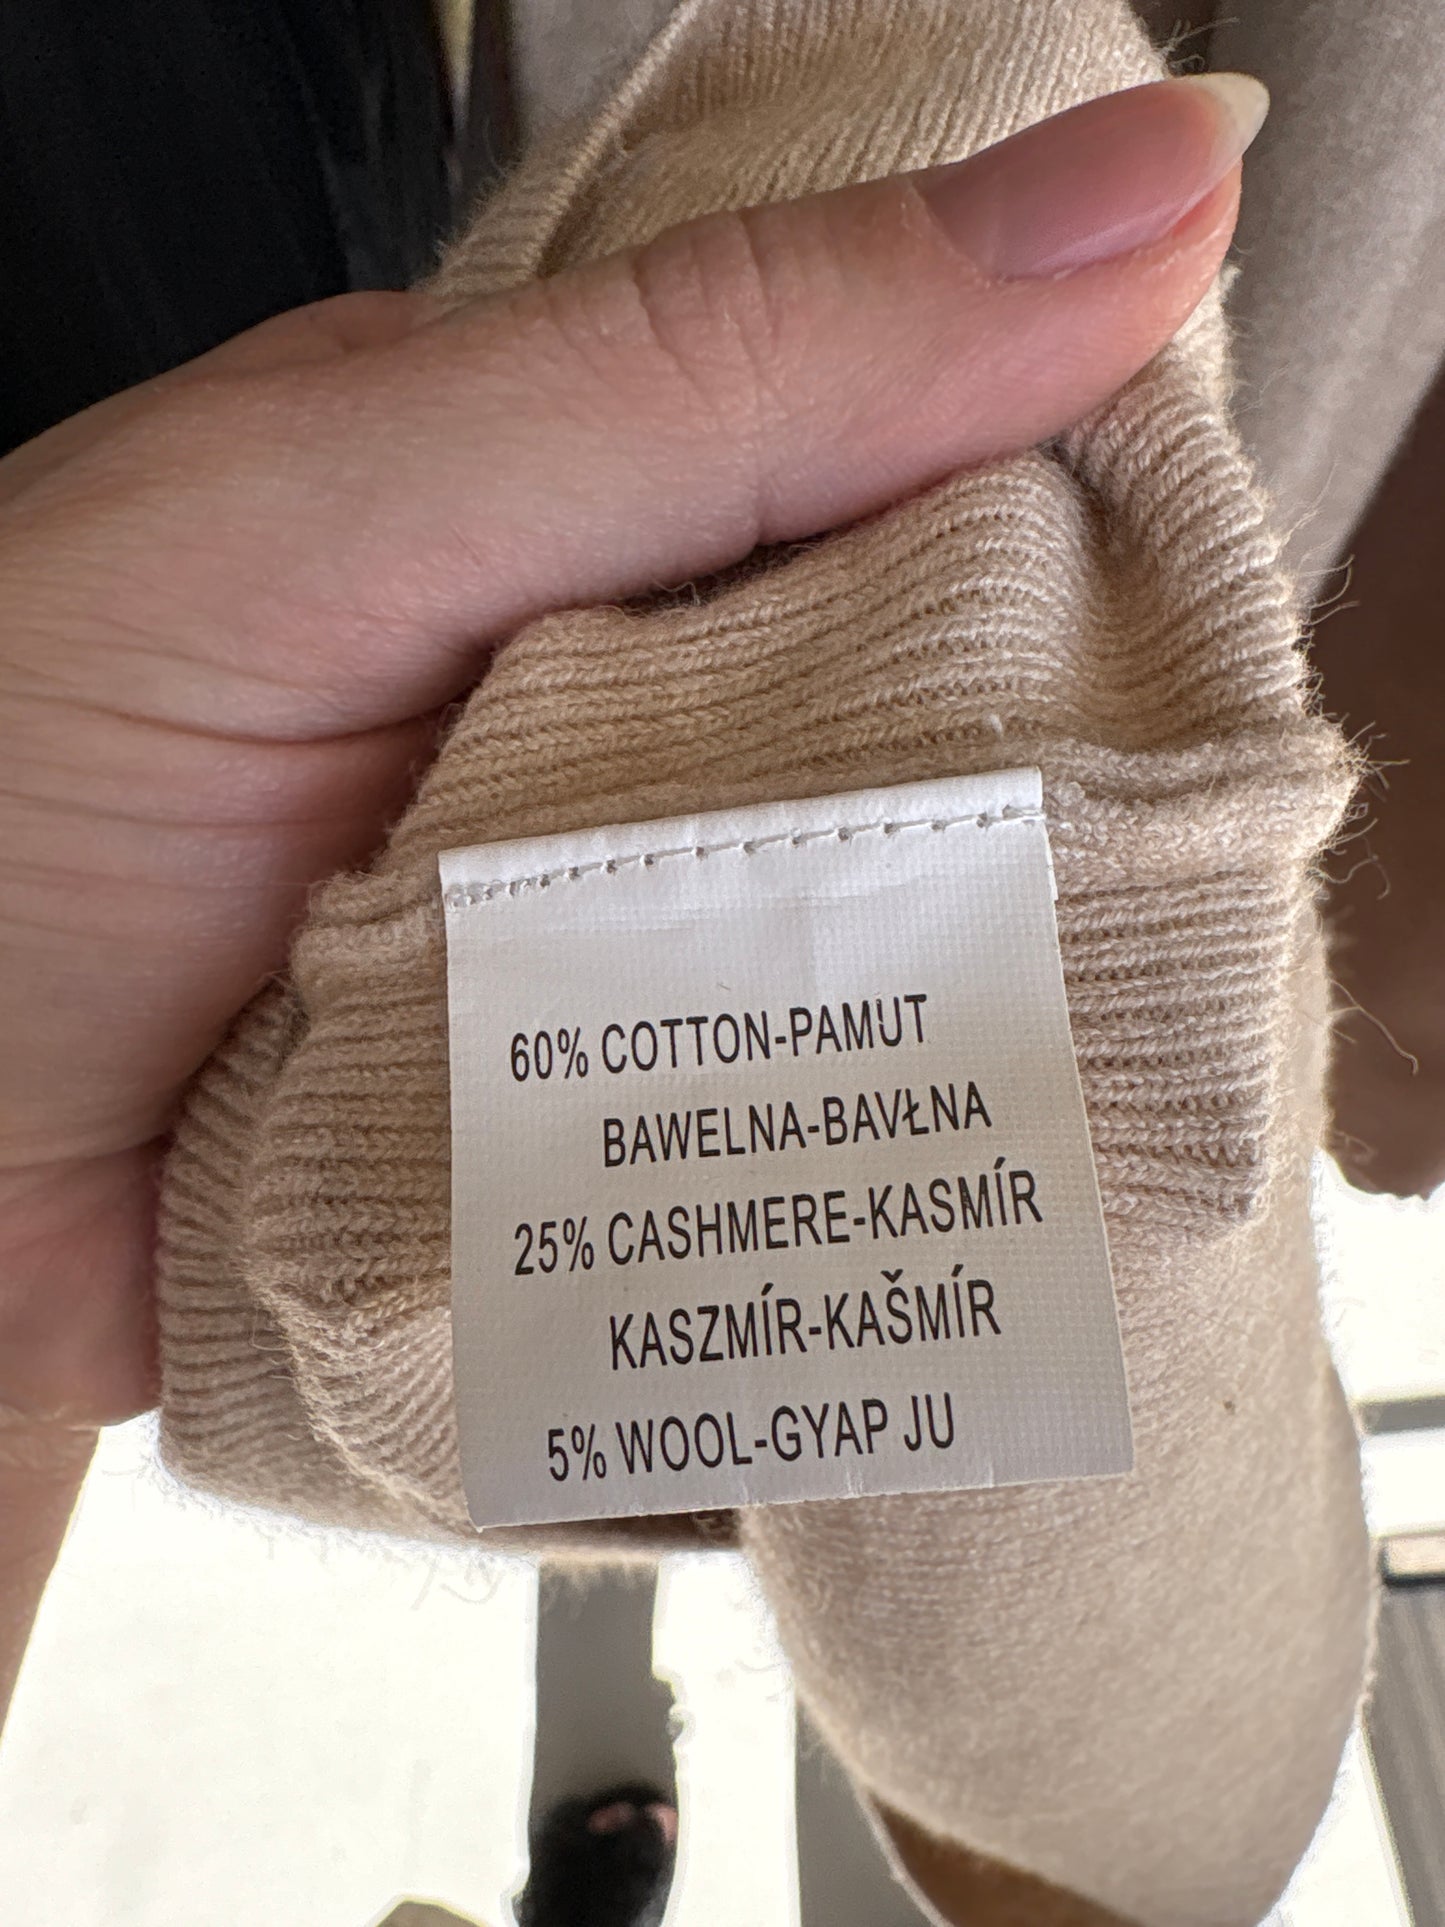 60% COTTON-PAMUT
BAWELNA-BAVŁNA
25% CASHMERE-KASMÍR
KASZMÍR-KAŠMÍR
5% WOOL-GYAP JU